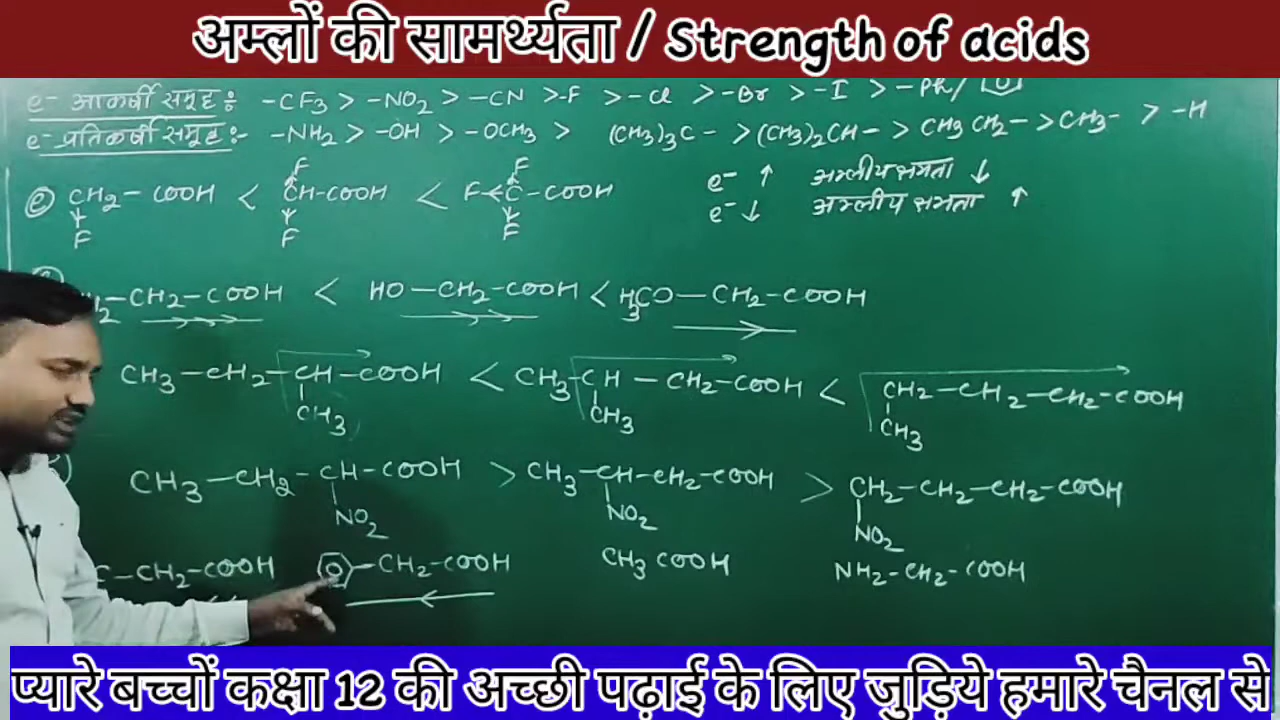 अम्लों की सामर्थ्यता / Strength of acids
e- आकर्षी समूह:- -CF3 > -NO2 > -CN > -F > -Cl > -Br > -I > -Ph/
e- प्रतिकर्षी समूह:- -NH2 > -OH > -OCH3 > (CH3)3C- > (CH3)2CH- > CH3CH2- > CH3- > -H
F F
e) CH2-COOH < CH-COOH < F-C-COOH e- ↑ अम्लीय क्षमता ↓
F F F e- ↓ अम्लीय क्षमता ↑
-CH2-COOH < HO-CH2-COOH < H3CO-CH2-COOH
CH3-CH2-CH-COOH < CH3-CH-CH2-COOH < CH2-CH2-CH2-COOH
CH3 CH3 CH3
CH3-CH2-CH-COOH > CH3-CH-CH2-COOH > CH2-CH2-CH2-COOH
NO2 NO2 NO2
-CH2-COOH -CH2-COOH CH3COOH NH2-CH2-COOH
प्यारे बच्चों कक्षा 12 की अच्छी पढ़ाई के लिए जुड़िये हमारे चैनल से